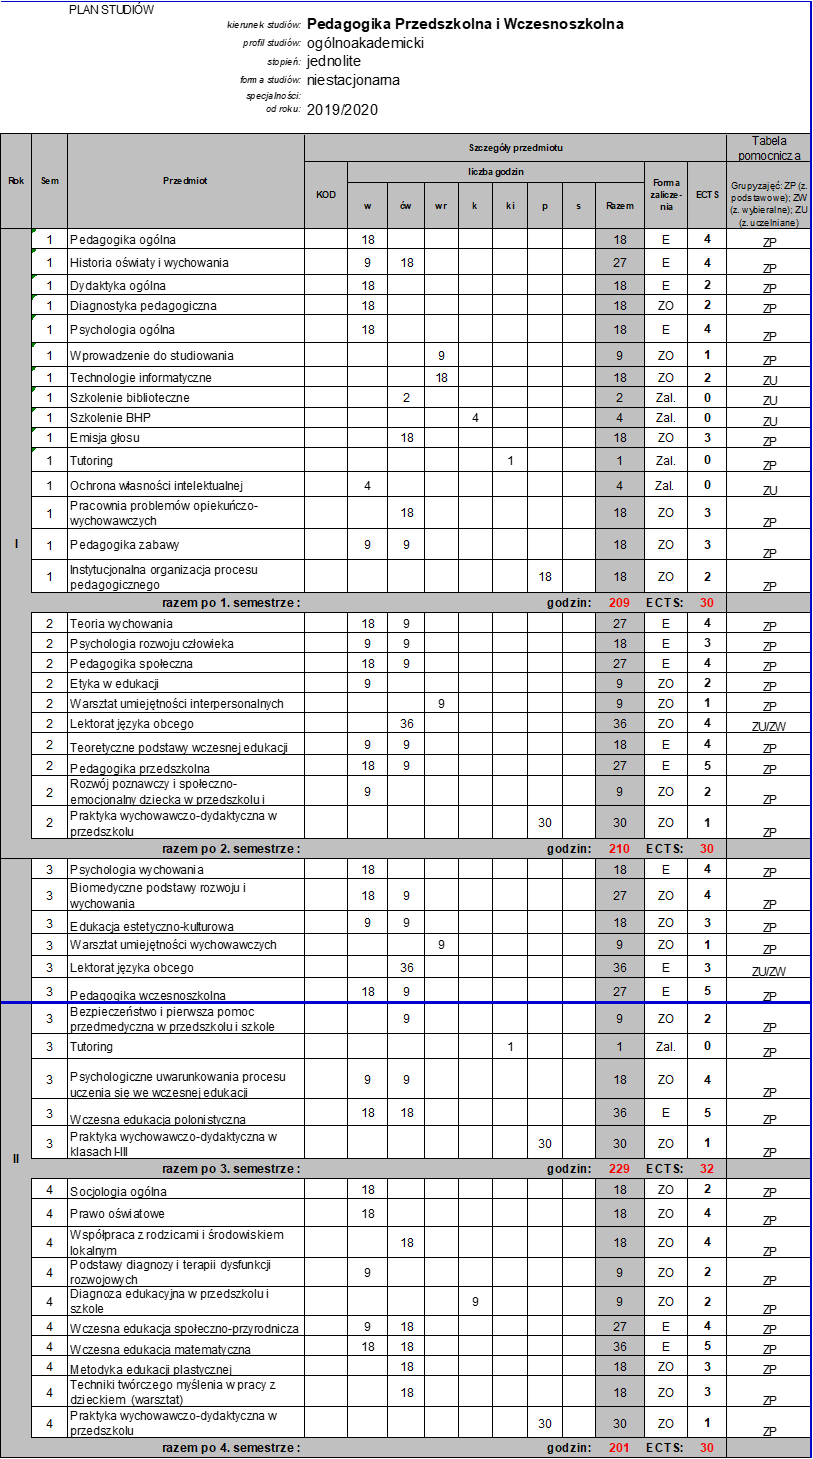 PLAN STUDIÓW
kierunek studiów: Pedagogika Przedszkolna i Wczesnoszkolna
profil studiów: ogólnoakademicki
stopień: jednolite
forma studiów: niestacjonarna
specjalności:
od roku: 2019/2020
Rok Sem Przedmiot Szczegóły przedmiotu Tabela pomocnicza
KOD liczba godzin Forma zalicze-nia ECTS Grupyzajęć: ZP (z. podstawowe); ZW (z. wybieralne); ZU (z. uczelniane)
w ćw wr k ki p s Razem
I
1 Pedagogika ogólna 18 18 E 4 ZP
1 Historia oświaty i wychowania 9 18 27 E 4 ZP
1 Dydaktyka ogólna 18 18 E 2 ZP
1 Diagnostyka pedagogiczna 18 18 ZO 2 ZP
1 Psychologia ogólna 18 18 E 4 ZP
1 Wprowadzenie do studiowania 9 9 ZO 1 ZP
1 Technologie informatyczne 18 18 ZO 2 ZU
1 Szkolenie biblioteczne 2 2 Zal. 0 ZU
1 Szkolenie BHP 4 4 Zal. 0 ZU
1 Emisja głosu 18 18 ZO 3 ZP
1 Tutoring 1 1 Zal. 0 ZP
1 Ochrona własności intelektualnej 4 4 Zal. 0 ZU
1 Pracownia problemów opiekuńczo-
wychowawczych 18 18 ZO 3 ZP
1 Pedagogika zabawy 9 9 18 ZO 3 ZP
1 Instytucjonalna organizacja procesu
pedagogicznego 18 18 ZO 2 ZP
razem po 1. semestrze : godzin: 209 ECTS: 30
2 Teoria wychowania 18 9 27 E 4 ZP
2 Psychologia rozwoju człowieka 9 9 18 E 3 ZP
2 Pedagogika społeczna 18 9 27 E 4 ZP
2 Etyka w edukacji 9 9 ZO 2 ZP
2 Warsztat umiejętności interpersonalnych 9 9 ZO 1 ZP
2 Lektorat języka obcego 36 36 ZO 4 ZU/ZW
2 Teoretyczne podstawy wczesnej edukacji 9 9 18 E 4 ZP
2 Pedagogika przedszkolna 18 9 27 E 5 ZP
2 Rozwój poznawczy i społeczno-
emocjonalny dziecka w przedszkolu i 9 9 ZO 2 ZP
2 Praktyka wychowawczo-dydaktyczna w
przedszkolu 30 30 ZO 1 ZP
razem po 2. semestrze : godzin: 210 ECTS: 30
3 Psychologia wychowania 18 18 E 4 ZP
3 Biomedyczne podstawy rozwoju i
wychowania 18 9 27 ZO 4 ZP
3 Edukacja estetyczno-kulturowa 9 9 18 ZO 3 ZP
3 Warsztat umiejętności wychowawczych 9 9 ZO 1 ZP
3 Lektorat języka obcego 36 36 E 3 ZU/ZW
3 Pedagogika wczesnoszkolna 18 9 27 E 5 ZP
II
3 Bezpieczeństwo i pierwsza pomoc
przedmedyczna w przedszkolu i szkole 9 9 ZO 2 ZP
3 Tutoring 1 1 Zal. 0 ZP
3 Psychologiczne uwarunkowania procesu
uczenia się we wczesnej edukacji 9 9 18 ZO 4 ZP
3 Wczesna edukacja polonistyczna 18 18 36 E 5 ZP
3 Praktyka wychowawczo-dydaktyczna w
klasach I-III 30 30 ZO 1 ZP
razem po 3. semestrze : godzin: 229 ECTS: 32
4 Socjologia ogólna 18 18 ZO 2 ZP
4 Prawo oświatowe 18 18 ZO 4 ZP
4 Współpraca z rodzicami i środowiskiem
lokalnym 18 18 ZO 4 ZP
4 Podstawy diagnozy i terapii dysfunkcji
rozwojowych 9 9 ZO 2 ZP
4 Diagnoza edukacyjna w przedszkolu i
szkole 9 9 ZO 2 ZP
4 Wczesna edukacja społeczno-przyrodnicza 9 18 27 E 4 ZP
4 Wczesna edukacja matematyczna 18 18 36 E 5 ZP
4 Metodyka edukacji plastycznej 18 18 ZO 3 ZP
4 Techniki twórczego myślenia w pracy z
dzieckiem (warsztat) 18 18 ZO 3 ZP
4 Praktyka wychowawczo-dydaktyczna w
przedszkolu 30 30 ZO 1 ZP
razem po 4. semestrze : godzin: 201 ECTS: 30